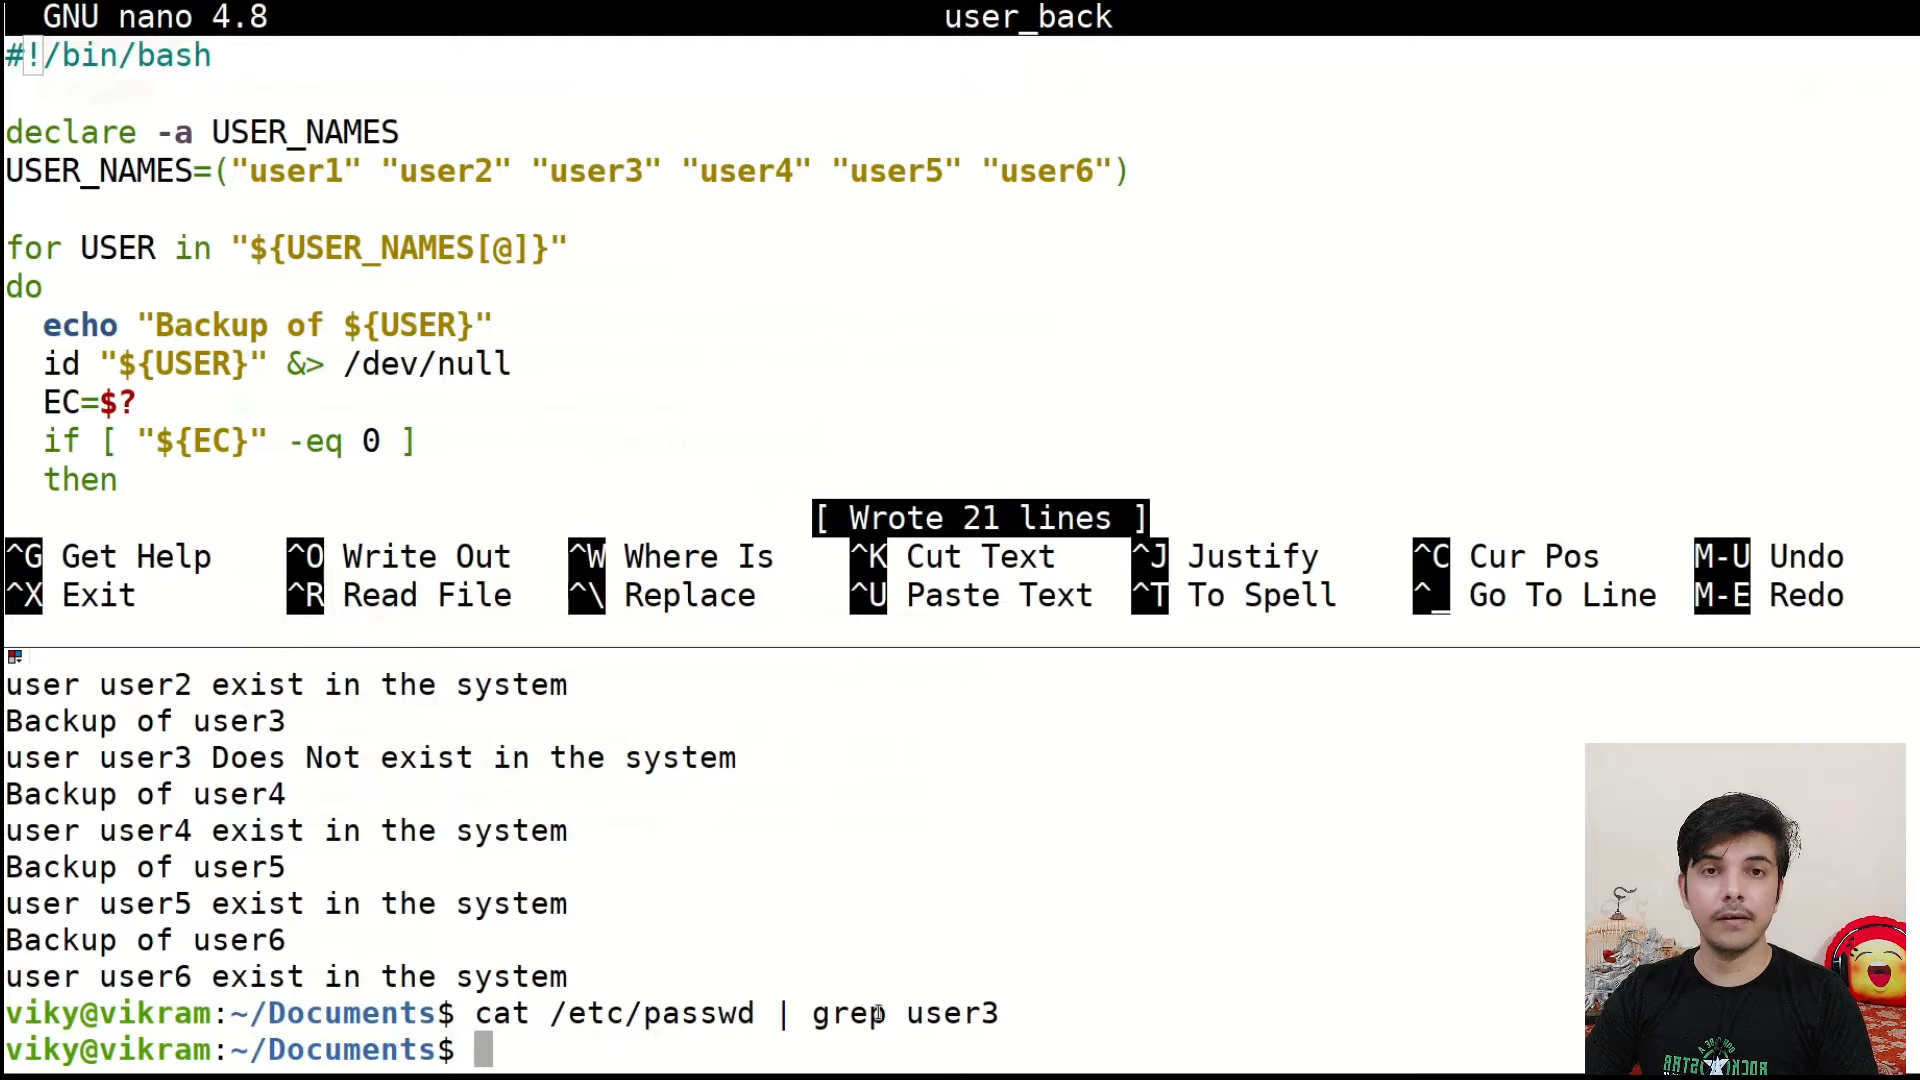 GNU nano 4.8 user_back
#!/bin/bash
declare -a USER_NAMES
USER_NAMES=("user1" "user2" "user3" "user4" "user5" "user6")
for USER in "${USER_NAMES[@]}"
do
echo "Backup of ${USER}"
id "${USER}" &> /dev/null
EC=$?
if [ "${EC}" -eq 0 ]
then
[ Wrote 21 lines ]
^G Get Help ^O Write Out ^W Where Is ^K Cut Text ^J Justify ^C Cur Pos M-U Undo
^X Exit ^R Read File ^\ Replace ^U Paste Text ^T To Spell ^_ Go To Line M-E Redo
user user2 exist in the system
Backup of user3
user user3 Does Not exist in the system
Backup of user4
user user4 exist in the system
Backup of user5
user user5 exist in the system
Backup of user6
user user6 exist in the system
viky@vikram:~/Documents$ cat /etc/passwd | grep user3
viky@vikram:~/Documents$